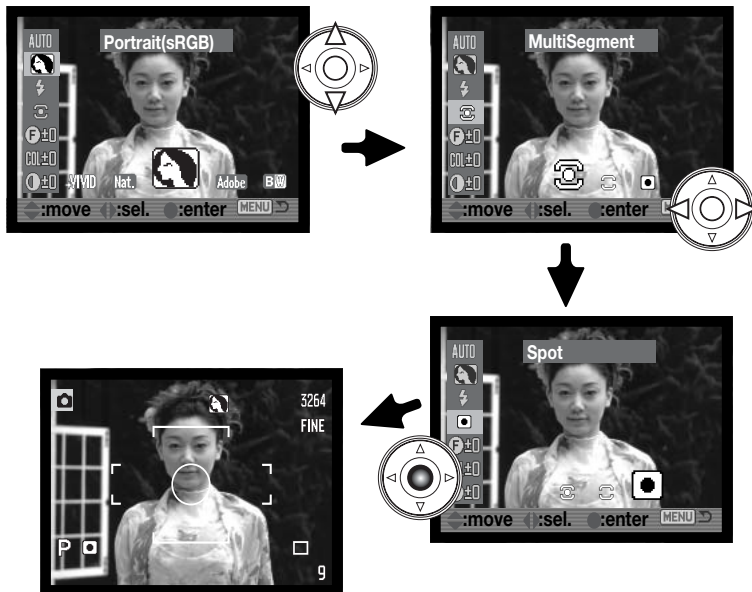 AUTO
Portrait(sRGB)
F±0
COL±0
±0
VIVID Nat. Adobe BW
:move :sel. :enter MENU
AUTO
MultiSegment
F±0
COL±0
±0
:move :sel. :enter
AUTO
Spot
F±0
±0
±0
:move :sel. :enter MENU
3264
FINE
P
9